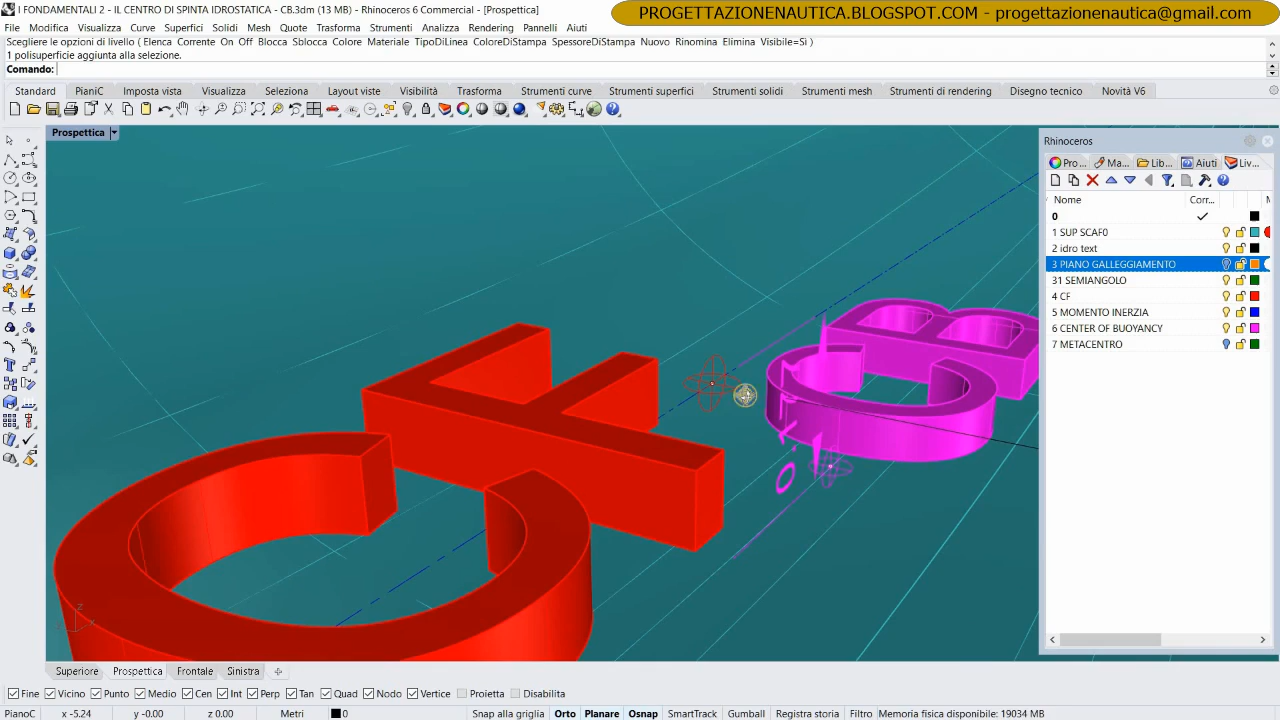 I FONDAMENTALI 2 - IL CENTRO DI SPINTA IDROSTATICA - CB.3dm (13 MB) - Rhinoceros 6 Commercial - [Prospettica]
PROGETTAZIONENAUTICA.BLOGSPOT.COM - progettazionenautica@gmail.com
File Modifica Visualizza Curve Superfici Solidi Mesh Quote Trasforma Strumenti Analizza Rendering Pannelli Aiuti
Scegliere le opzioni di livello ( Elenca Corrente On Off Blocca Sblocca Colore Materiale TipoDiLinea ColoreDiStampa SpessoreDiStampa Nuovo Rinomina Elimina Visibile=Sì )
1 polisuperficie aggiunta alla selezione.
Comando:
Standard PianiC Imposta vista Visualizza Seleziona Layout viste Visibilità Trasforma Strumenti curve Strumenti superfici Strumenti solidi Strumenti mesh Strumenti di rendering Disegno tecnico Novità V6
Prospettica
Rhinoceros
Pro... Ma... Lib... Aiuti Liv...
Nome Corr... M
0
1 SUP SCAF0
2 idro text
3 PIANO GALLEGGIAMENTO
31 SEMIANGOLO
4 CF
5 MOMENTO INERZIA
6 CENTER OF BUOYANCY
7 METACENTRO
CF
CB
z
x
Superiore Prospettica Frontale Sinistra
Fine Vicino Punto Medio Cen Int Perp Tan Quad Nodo Vertice Proietta Disabilita
PianoC x -5.24 y -0.00 z 0.00 Metri 0 Snap alla griglia Orto Planare Osnap SmartTrack Gumball Registra storia Filtro Memoria fisica disponibile: 19034 MB